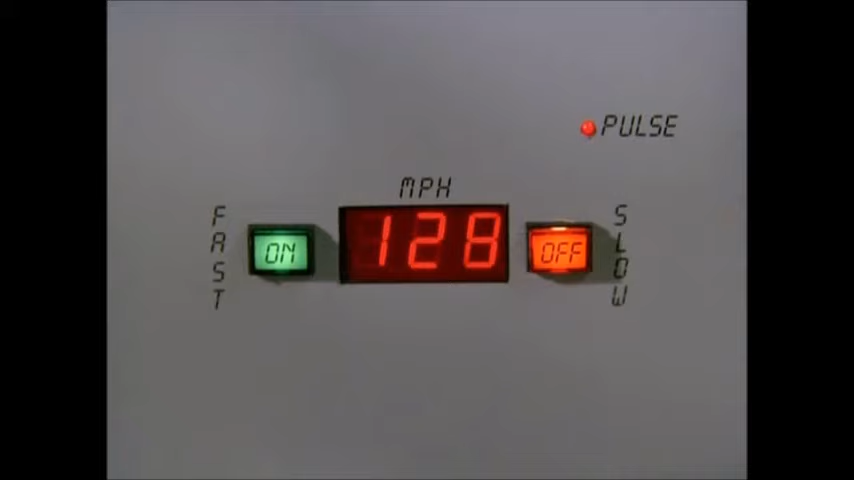 PULSE
MPH
FAST
ON
128
OFF
SLOW